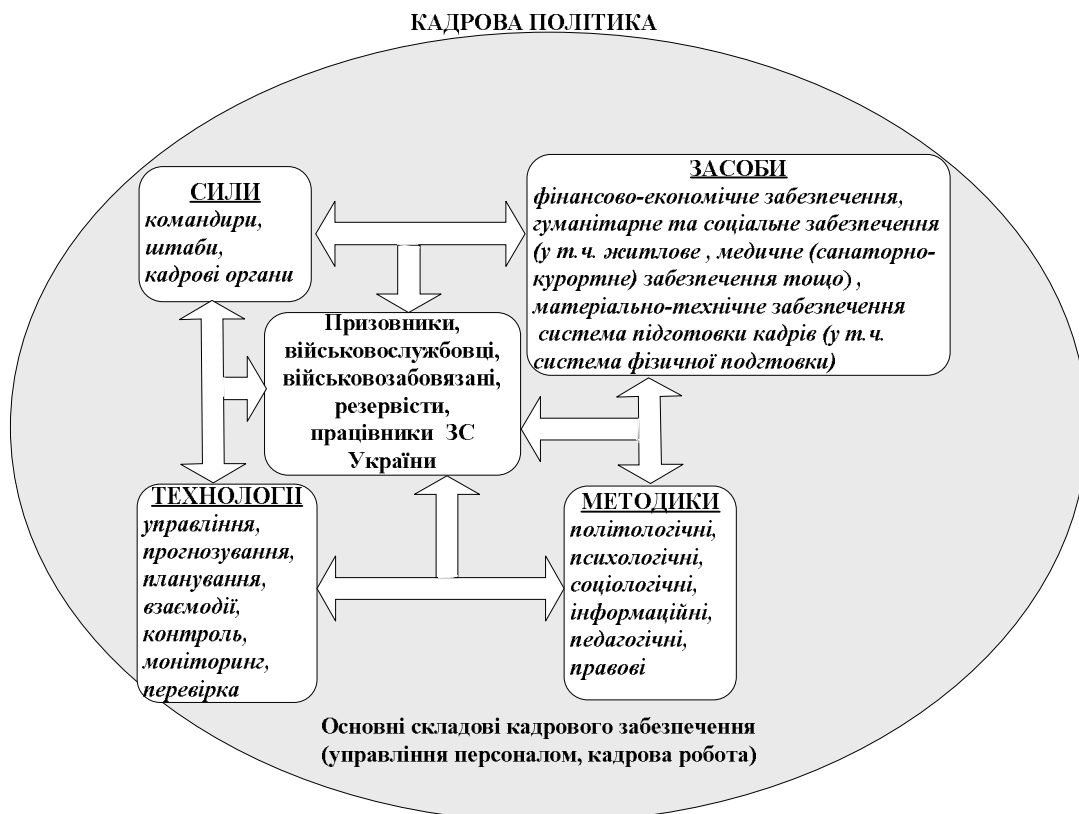 КАДРОВА ПОЛІТИКА
СИЛИ
командири,
штаби,
кадрові органи
ЗАСОБИ
фінансово-економічне забезпечення,
гуманітарне та соціальне забезпечення
(у т.ч. житлове , медичне (санаторно-
курортне) забезпечення тощо) ,
матеріально-технічне забезпечення
система підготовки кадрів (у т.ч.
система фізичної подгтовки)
Призовники,
військовослужбовці,
військовозабовязані,
резервісти,
працівники ЗС
України
ТЕХНОЛОГІІ
управління,
прогнозування,
планування,
взаємодії,
контроль,
моніторинг,
перевірка
МЕТОДИКИ
політологічні,
психологічні,
соціологічні,
інформаційні,
педагогічні,
правові
Основні складові кадрового забезпечення
(управління персоналом, кадрова робота)